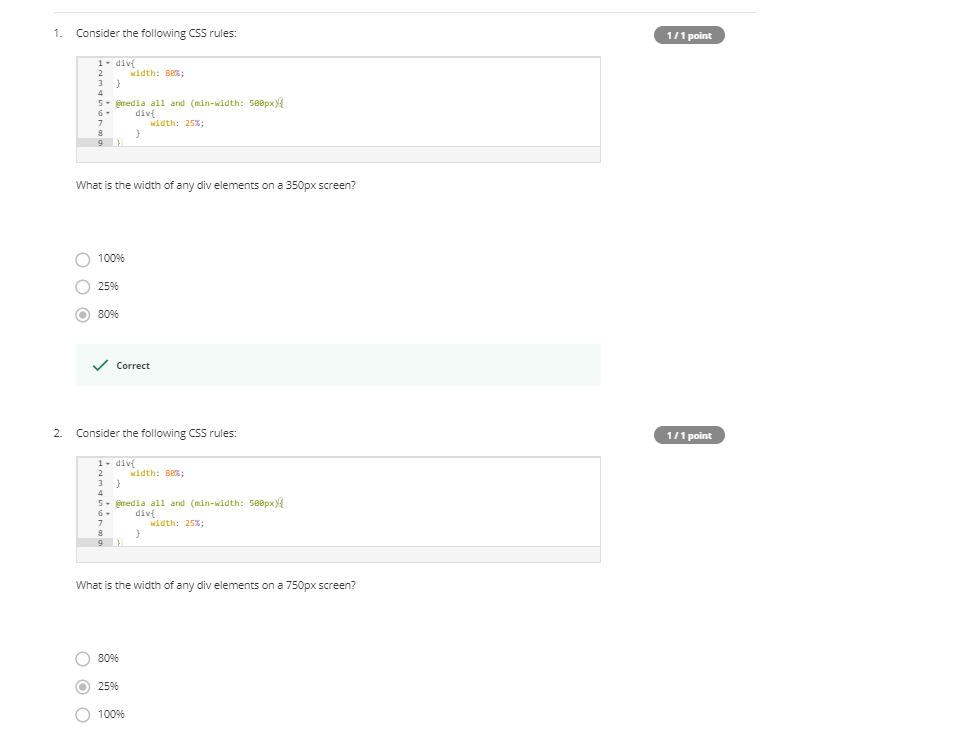 1. Consider the following CSS rules:
1 / 1 point
1 div{
2 width: 80%;
3 }
4
5 @media all and (min-width: 500px){
6 div{
7 width: 25%;
8 }
9 }
What is the width of any div elements on a 350px screen?
100%
25%
80%
Correct
2. Consider the following CSS rules:
1 / 1 point
1 div{
2 width: 80%;
3 }
4
5 @media all and (min-width: 500px){
6 div{
7 width: 25%;
8 }
9 }
What is the width of any div elements on a 750px screen?
80%
25%
100%